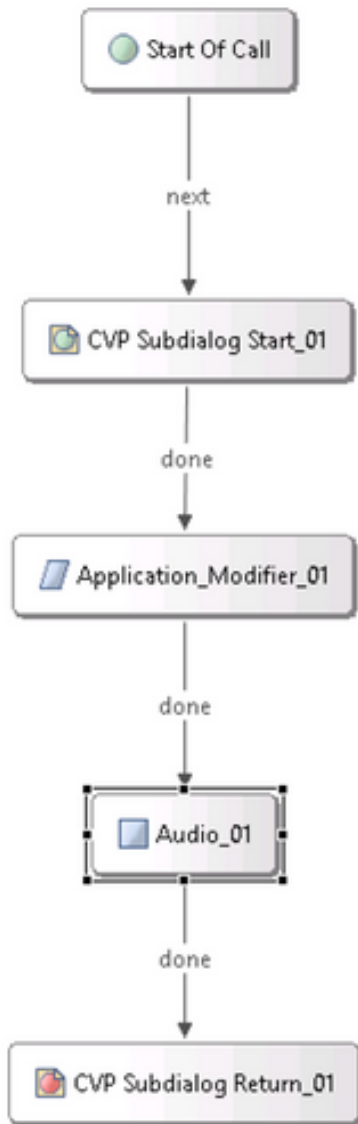 Start Of Call
next
CVP Subdialog Start_01
done
Application_Modifier_01
done
Audio_01
done
CVP Subdialog Return_01